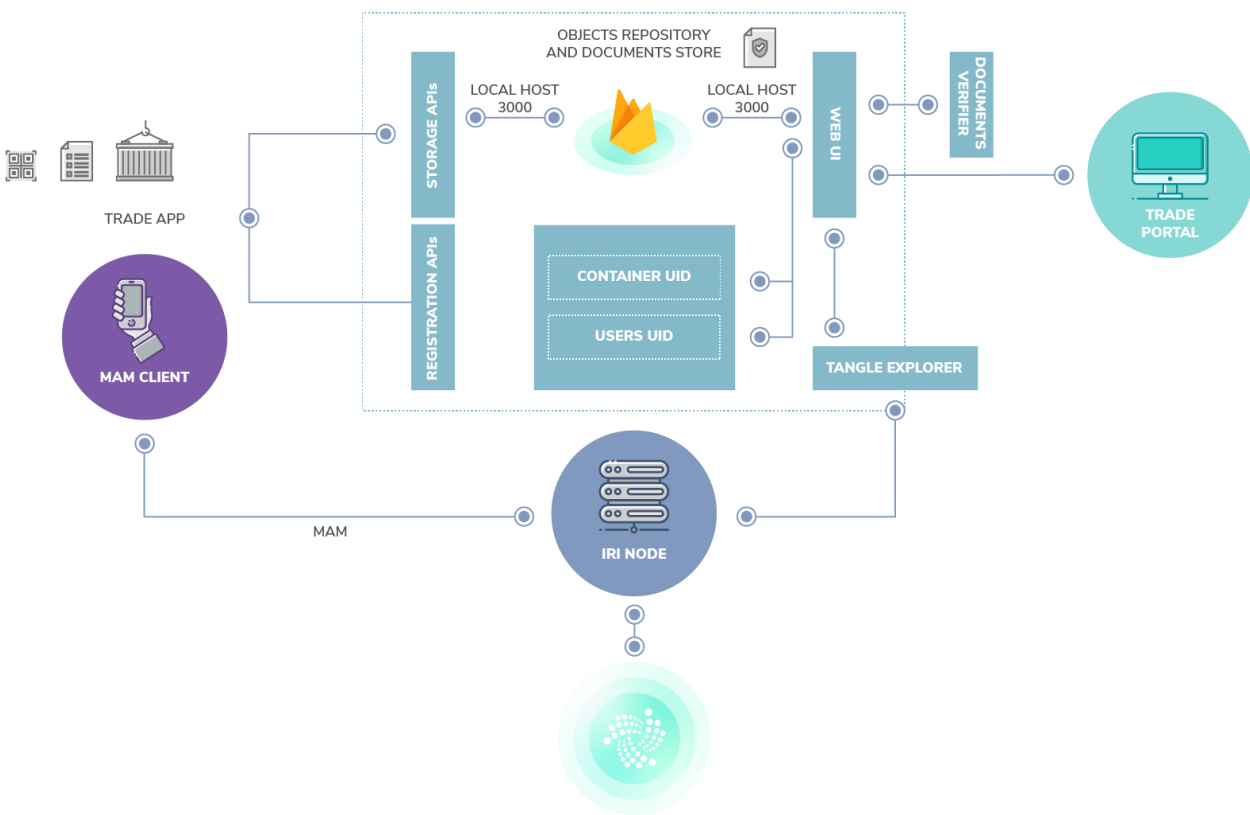 OBJECTS REPOSITORY
AND DOCUMENTS STORE
STORAGE APIs
LOCAL HOST
3000
LOCAL HOST
3000
WEB UI
DOCUMENTS
VERIFIER
TRADE APP
TRADE
PORTAL
REGISTRATION APIs
CONTAINER UID
USERS UID
MAM CLIENT
TANGLE EXPLORER
MAM
IRI NODE